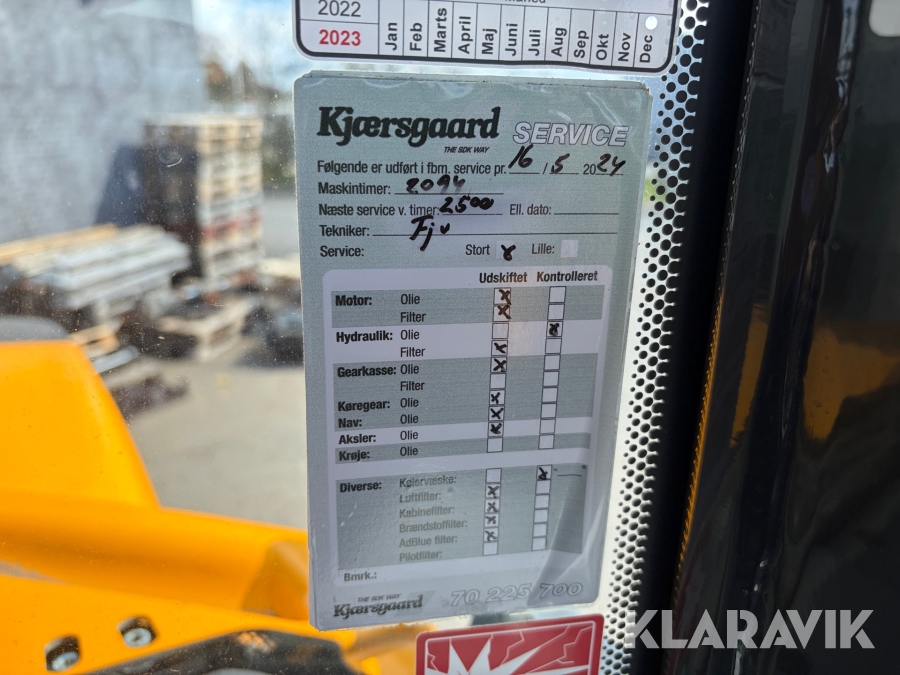 Måned
2022
2023 Jan Feb Marts April Maj Juni Juli Aug Sep Okt Nov Dec
Kjærsgaard SERVICE
THE SDK WAY
Følgende er udført i fbm. service pr. 16 / 5 2024
Maskintimer: 2094
Næste service v. timer: 2500 Ell. dato:
Tekniker:
Service: Stort x Lille:
Udskiftet Kontrolleret
Motor: Olie x
Filter x
Hydraulik: Olie x
Filter x
Gearkasse: Olie x
Filter
Køregear: Olie x
Nav: Olie x
Aksler: Olie x
Krøje: Olie
Diverse: Kølervæske: x
Luftfilter: x
Kabinefilter: x
Brændstoffilter: x
AdBlue filter: x
Pilotfilter:
Bmrk.:
THE SDK WAY
Kjærsgaard 70 225 700
KLARAVIK